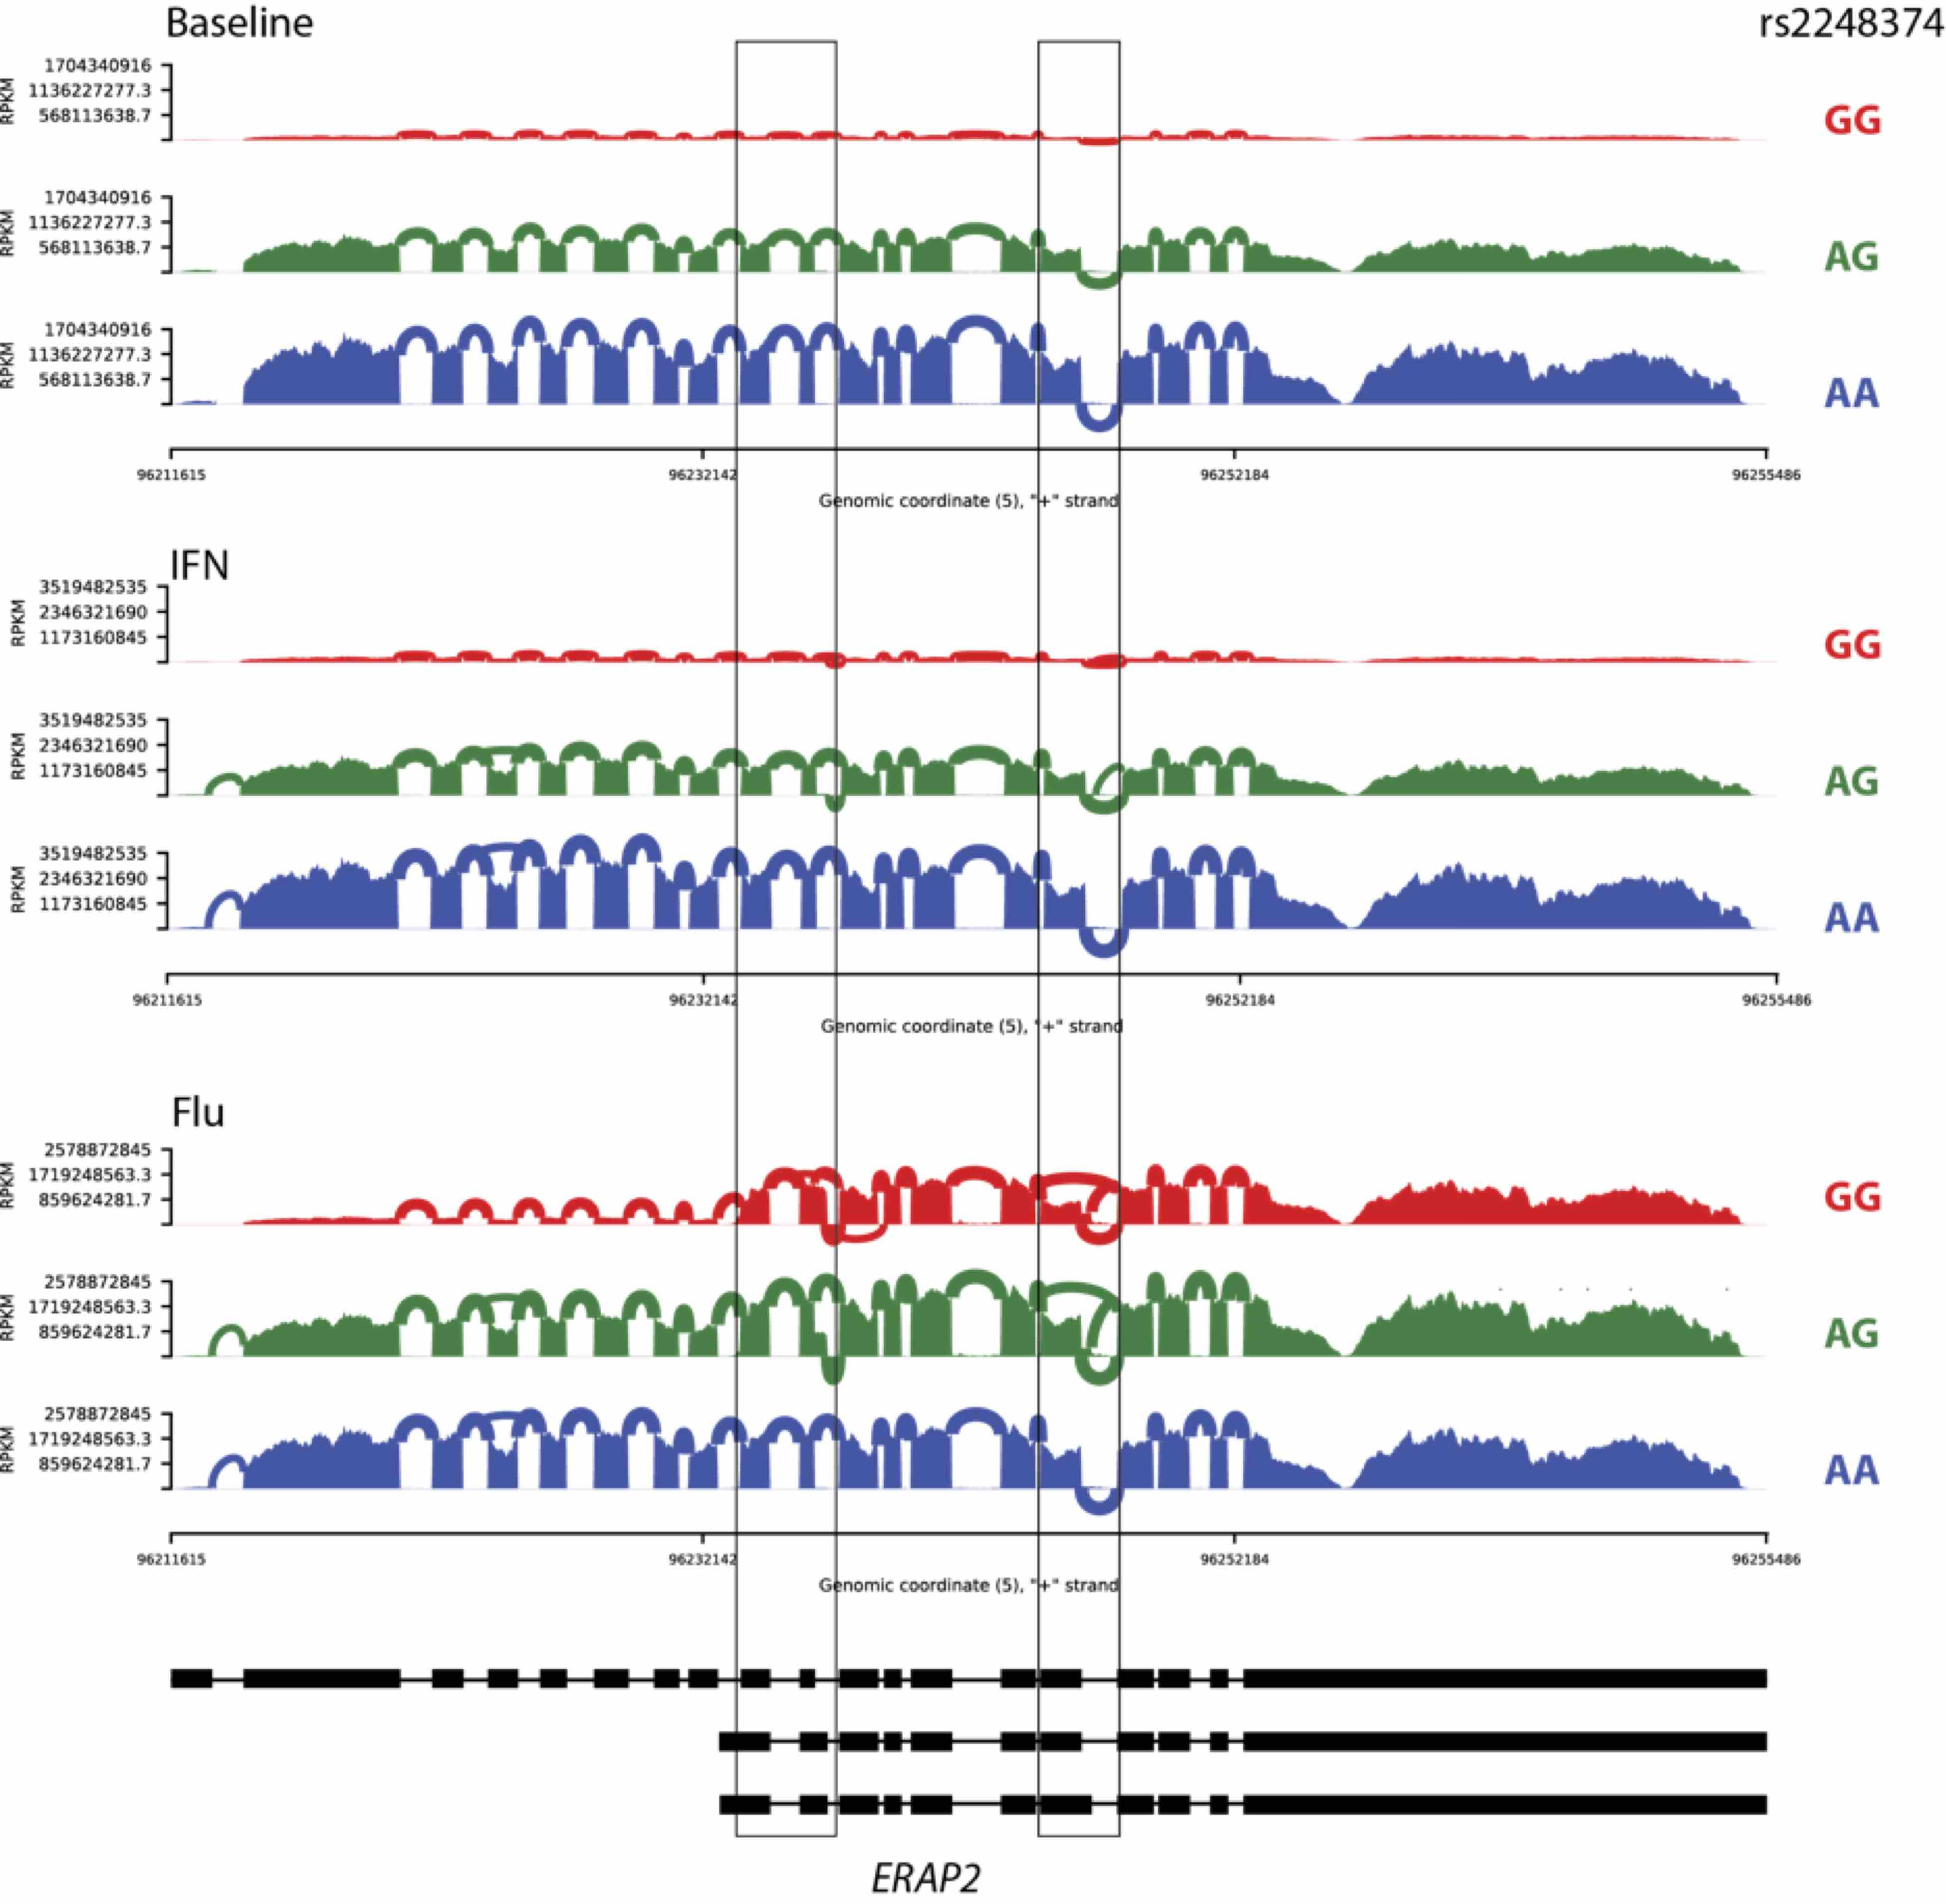 Baseline rs2248374
RPKM
1704340916
1136227277.3
568113638.7
GG
RPKM
1704340916
1136227277.3
568113638.7
AG
RPKM
1704340916
1136227277.3
568113638.7
AA
96211615 96232142 96252184 96255486
Genomic coordinate (5), "+" strand
IFN
RPKM
3519482535
2346321690
1173160845
GG
RPKM
3519482535
2346321690
1173160845
AG
RPKM
3519482535
2346321690
1173160845
AA
96211615 96232142 96252184 96255486
Genomic coordinate (5), "+" strand
Flu
RPKM
2578872845
1719248563.3
859624281.7
GG
RPKM
2578872845
1719248563.3
859624281.7
AG
RPKM
2578872845
1719248563.3
859624281.7
AA
96211615 96232142 96252184 96255486
Genomic coordinate (5), "+" strand
ERAP2